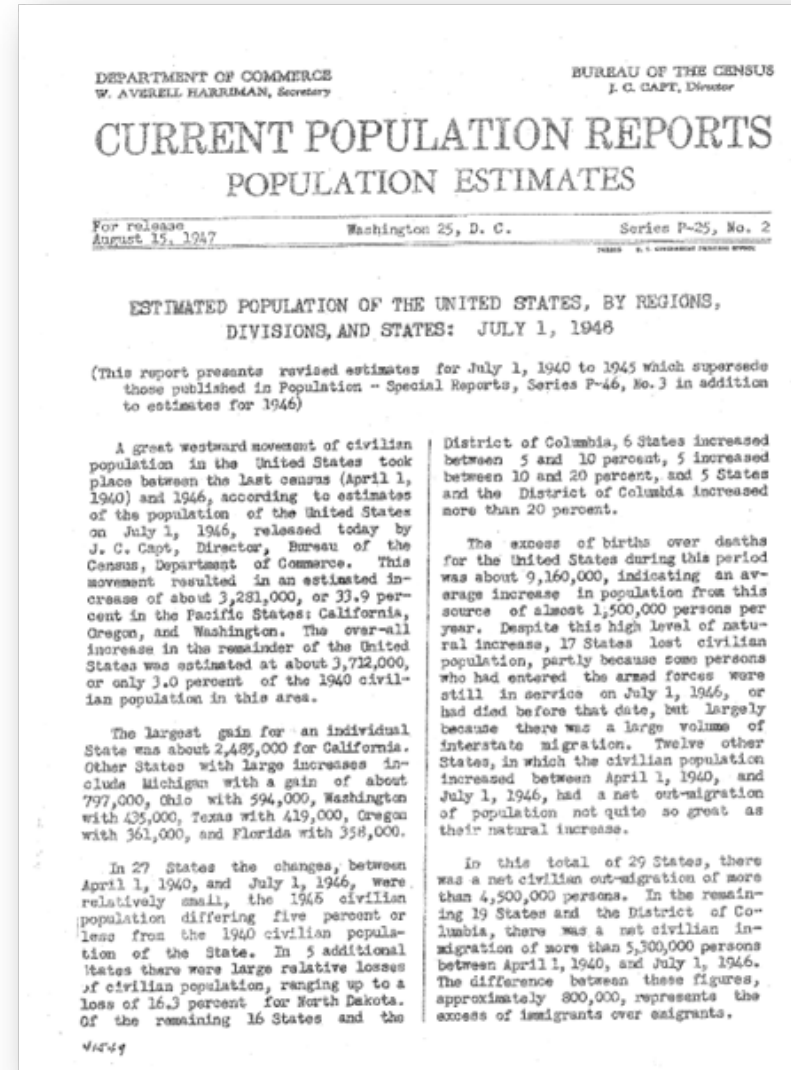 DEPARTMENT OF COMMERCE
W. AVERELL HARRIMAN, Secretary
BUREAU OF THE CENSUS
J. C. CAPT, Director
CURRENT POPULATION REPORTS
POPULATION ESTIMATES
For release
August 15, 1947
Washington 25, D. C.
Series P-25, No. 2
ESTIMATED POPULATION OF THE UNITED STATES, BY REGIONS,
DIVISIONS, AND STATES: JULY 1, 1946
(This report presents revised estimates for July 1, 1940 to 1945 which supersede
those published in Population - Special Reports, Series P-46, No. 3 in addition
to estimates for 1946)
A great westward movement of civilian
population in the United States took
place between the last census (April 1,
1940) and 1946, according to estimates
of the population of the United States
on July 1, 1946, released today by
J. C. Capt, Director, Bureau of the
Census, Department of Commerce. This
movement resulted in an estimated in-
crease of about 3,281,000, or 33.9 per-
cent in the Pacific States: California,
Oregon, and Washington. The over-all
increase in the remainder of the United
States was estimated at about 3,712,000,
or only 3.0 percent of the 1940 civil-
ian population in this area.
The largest gain for an individual
State was about 2,485,000 for California.
Other States with large increases in-
clude Michigan with a gain of about
797,000, Ohio with 594,000, Washington
with 435,000, Texas with 419,000, Oregon
with 361,000, and Florida with 358,000.
In 27 States the changes, between
April 1, 1940, and July 1, 1946, were
relatively small, the 1946 civilian
population differing five percent or
less from the 1940 civilian popula-
tion of the State. In 5 additional
States there were large relative losses
of civilian population, ranging up to a
loss of 16.3 percent for North Dakota.
Of the remaining 16 States and the
District of Columbia, 6 States increased
between 5 and 10 percent, 5 increased
between 10 and 20 percent, and 5 States
and the District of Columbia increased
more than 20 percent.
The excess of births over deaths
for the United States during this period
was about 9,160,000, indicating an av-
erage increase in population from this
source of almost 1,500,000 persons per
year. Despite this high level of natu-
ral increase, 17 States lost civilian
population, partly because some persons
who had entered the armed forces were
still in service on July 1, 1946, or
had died before that date, but largely
because there was a large volume of
interstate migration. Twelve other
States, in which the civilian population
increased between April 1, 1940, and
July 1, 1946, had a net out-migration
of population not quite so great as
their natural increase.
In this total of 29 States, there
was a net civilian out-migration of more
than 4,500,000 persons. In the remain-
ing 19 States and the District of Co-
lumbia, there was a net civilian in-
migration of more than 5,300,000 persons
between April 1, 1940, and July 1, 1946.
The difference between these figures,
approximately 800,000, represents the
excess of immigrants over emigrants.
41549